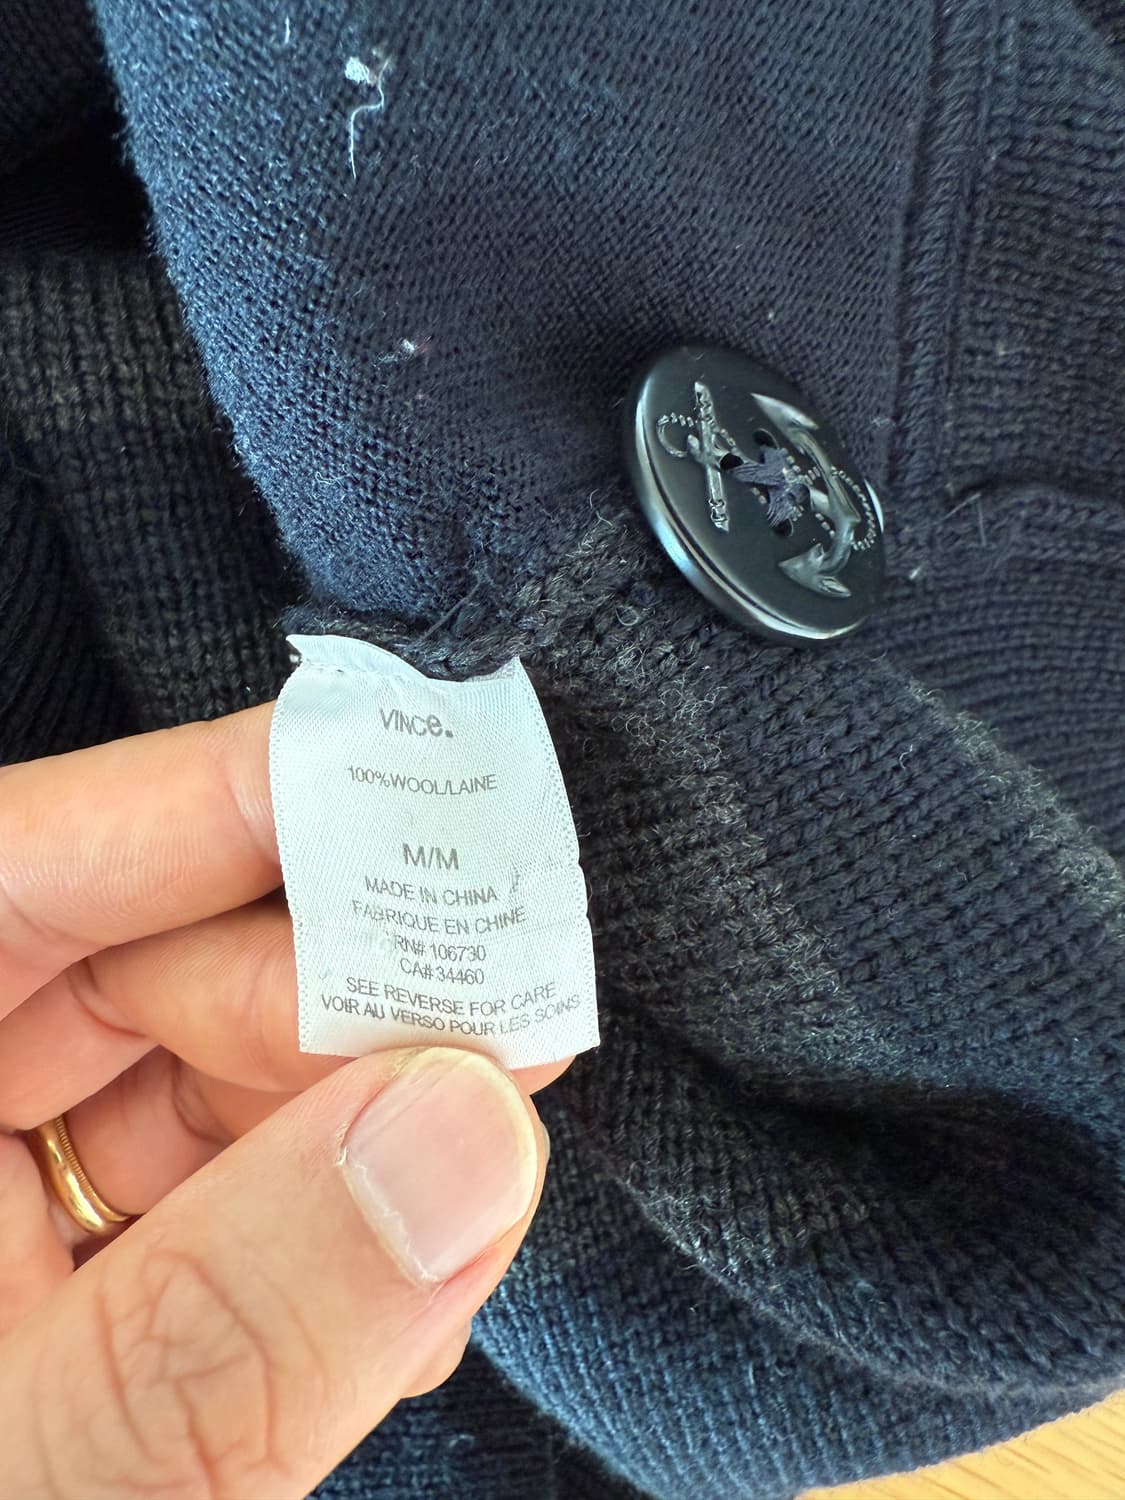 VINCe.
100%WOOL/LAINE
M/M
MADE IN CHINA
FABRIQUE EN CHINE
RN# 106730
CA# 34460
SEE REVERSE FOR CARE
VOIR AU VERSO POUR LES SOINS